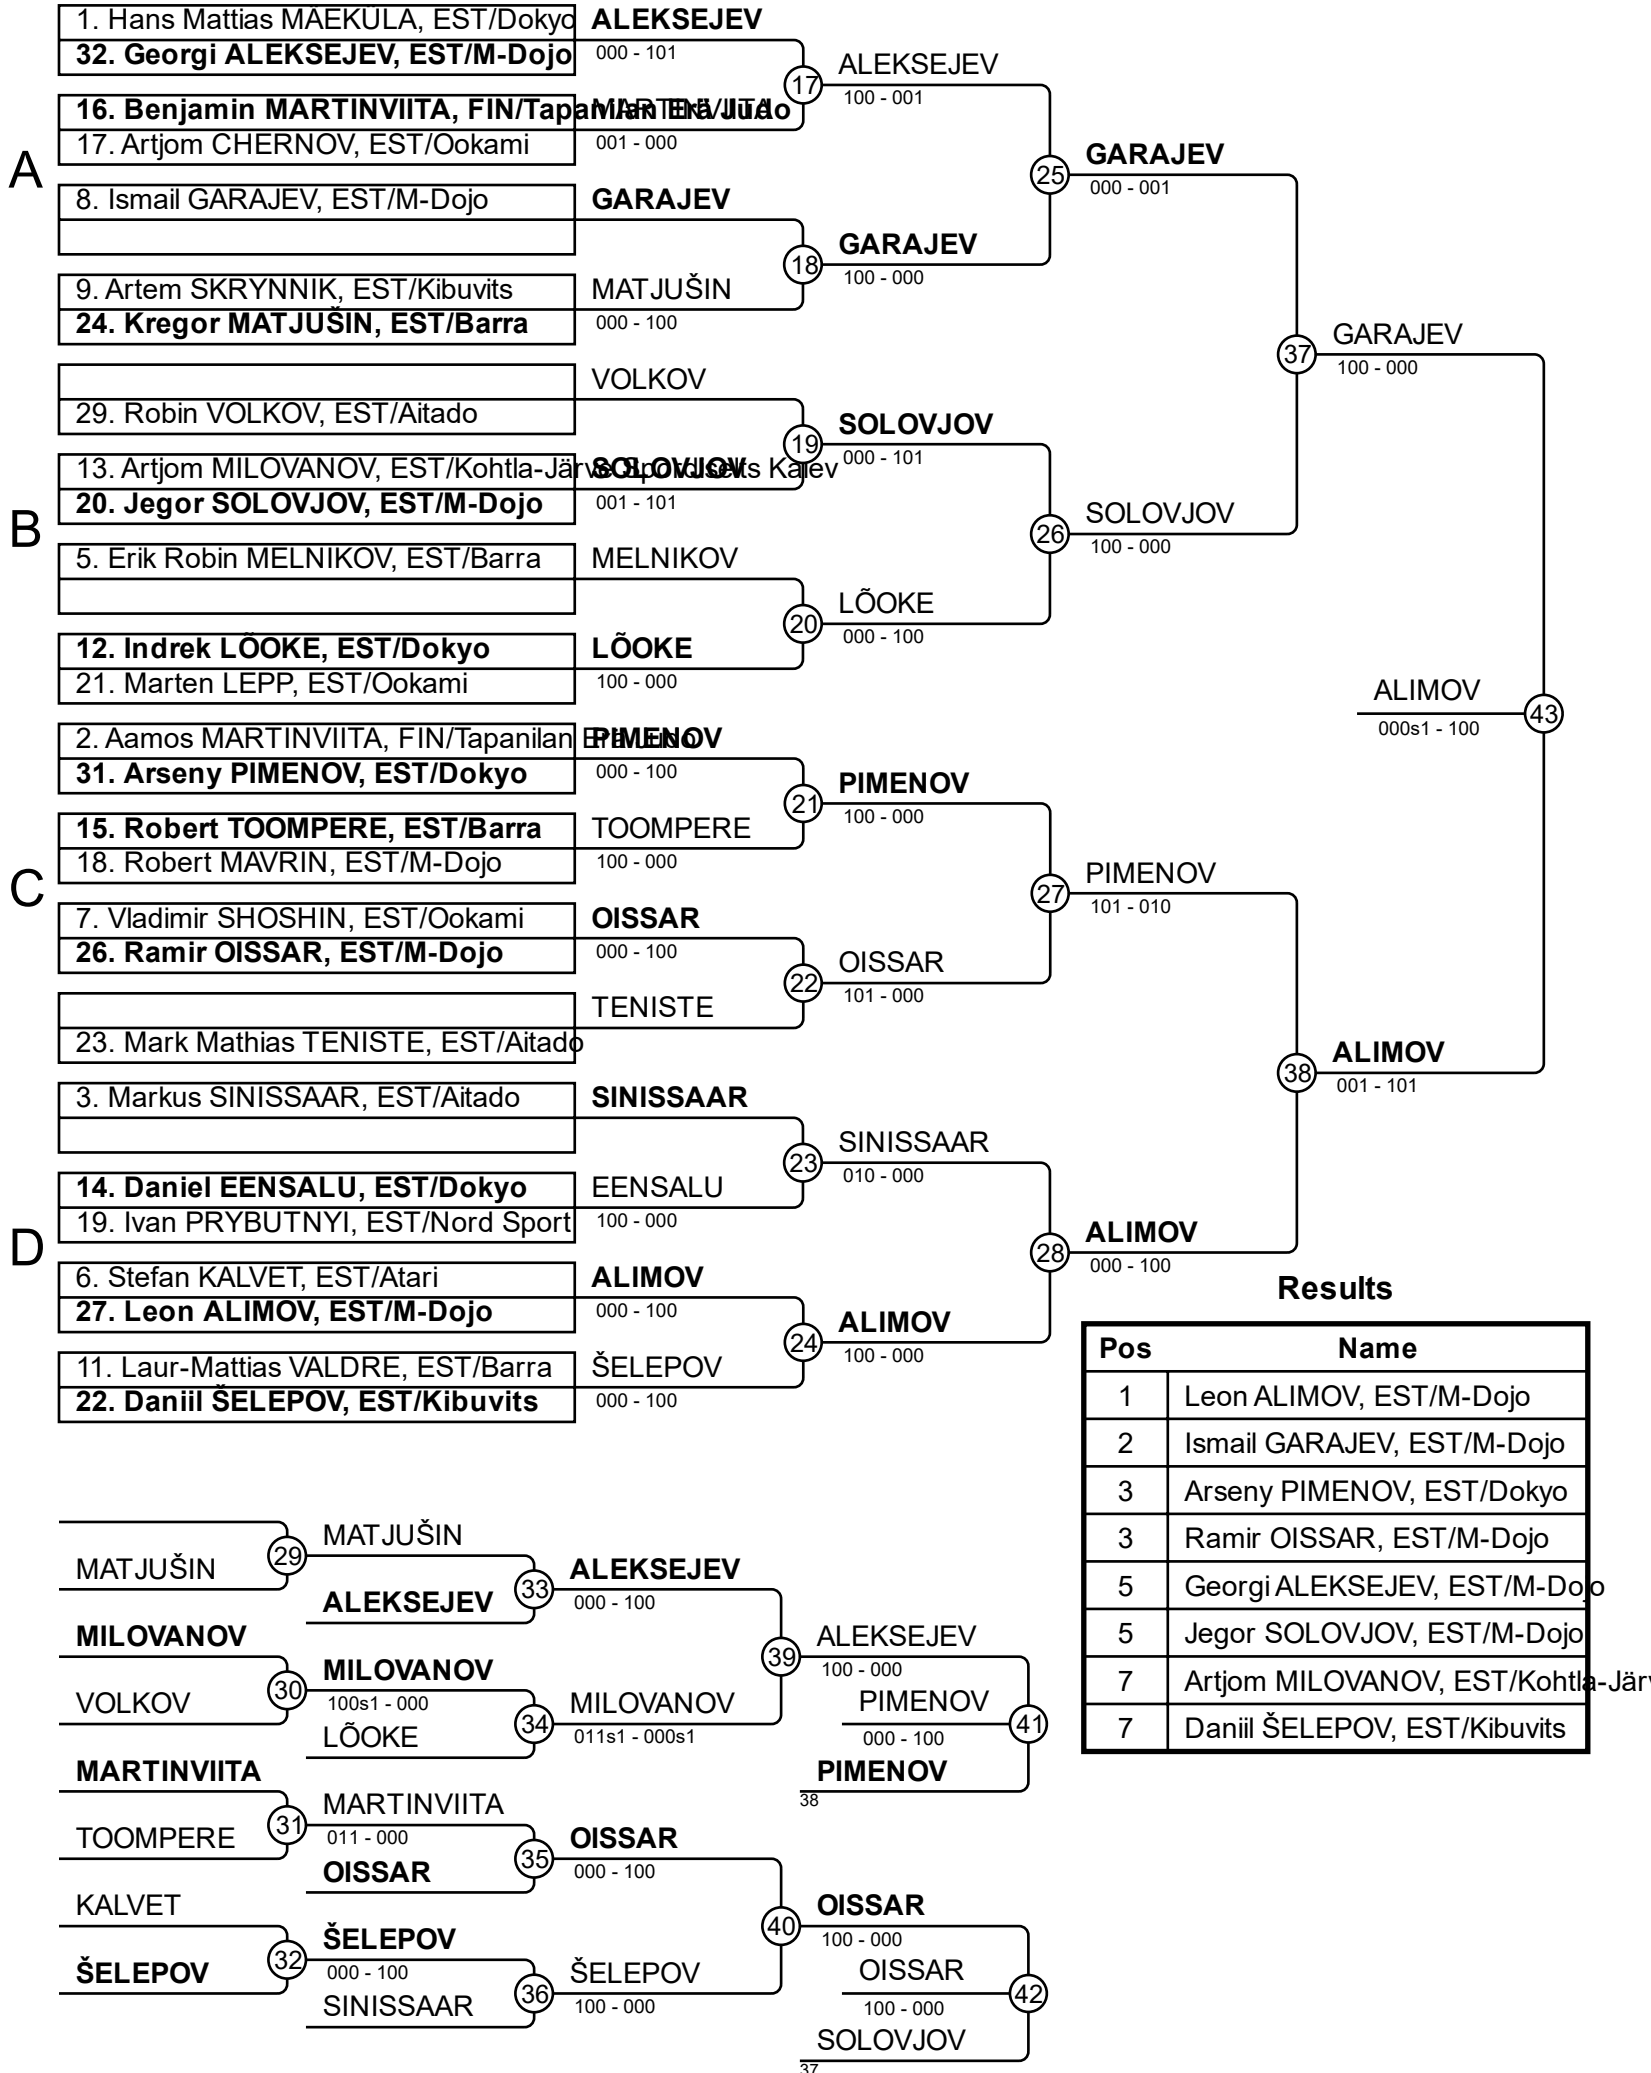 A
1. Hans Mattias MÄEKÜLA, EST/Dokyo
32. Georgi ALEKSEJEV, EST/M-Dojo
16. Benjamin MARTINVIITA, FIN/Tapanilan Erä Judo
17. Artjom CHERNOV, EST/Ookami
8. Ismail GARAJEV, EST/M-Dojo
9. Artem SKRYNNIK, EST/Kibuvits
24. Kregor MATJUŠIN, EST/Barra
B
29. Robin VOLKOV, EST/Aitado
13. Artjom MILOVANOV, EST/Kohtla-Järve Spordiselts Kalev
20. Jegor SOLOVJOV, EST/M-Dojo
5. Erik Robin MELNIKOV, EST/Barra
12. Indrek LÕOKE, EST/Dokyo
21. Marten LEPP, EST/Ookami
C
2. Aamos MARTINVIITA, FIN/Tapanilan Erä Judo
31. Arseny PIMENOV, EST/Dokyo
15. Robert TOOMPERE, EST/Barra
18. Robert MAVRIN, EST/M-Dojo
7. Vladimir SHOSHIN, EST/Ookami
26. Ramir OISSAR, EST/M-Dojo
23. Mark Mathias TENISTE, EST/Aitado
D
3. Markus SINISSAAR, EST/Aitado
14. Daniel EENSALU, EST/Dokyo
19. Ivan PRYBUTNYI, EST/Nord Sport
6. Stefan KALVET, EST/Atari
27. Leon ALIMOV, EST/M-Dojo
11. Laur-Mattias VALDRE, EST/Barra
22. Daniil ŠELEPOV, EST/Kibuvits
ALEKSEJEV
000 - 101
MARTINVIITA
001 - 000
GARAJEV
MATJUŠIN
000 - 100
VOLKOV
SOLOVJOV
001 - 101
MELNIKOV
LÕOKE
100 - 000
PIMENOV
000 - 100
TOOMPERE
100 - 000
OISSAR
000 - 100
TENISTE
SINISSAAR
EENSALU
100 - 000
ALIMOV
000 - 100
ŠELEPOV
000 - 100
17
ALEKSEJEV
100 - 001
18
GARAJEV
100 - 000
19
SOLOVJOV
000 - 101
20
LÕOKE
000 - 100
21
PIMENOV
100 - 000
22
OISSAR
101 - 000
23
SINISSAAR
010 - 000
24
ALIMOV
100 - 000
25
GARAJEV
000 - 001
26
SOLOVJOV
100 - 000
27
PIMENOV
101 - 010
28
ALIMOV
000 - 100
37
GARAJEV
100 - 000
38
ALIMOV
001 - 101
ALIMOV
43
000s1 - 100
Results
Pos Name
1 Leon ALIMOV, EST/M-Dojo
2 Ismail GARAJEV, EST/M-Dojo
3 Arseny PIMENOV, EST/Dokyo
3 Ramir OISSAR, EST/M-Dojo
5 Georgi ALEKSEJEV, EST/M-Dojo
5 Jegor SOLOVJOV, EST/M-Dojo
7 Artjom MILOVANOV, EST/Kohtla-Järv
7 Daniil ŠELEPOV, EST/Kibuvits
MATJUŠIN
MILOVANOV
VOLKOV
MARTINVIITA
TOOMPERE
KALVET
ŠELEPOV
29
MATJUŠIN
ALEKSEJEV
30
MILOVANOV
100s1 - 000
LÕOKE
31
MARTINVIITA
011 - 000
OISSAR
32
ŠELEPOV
000 - 100
SINISSAAR
33
ALEKSEJEV
000 - 100
34
MILOVANOV
011s1 - 000s1
35
OISSAR
000 - 100
36
ŠELEPOV
100 - 000
39
ALEKSEJEV
100 - 000
PIMENOV
41
000 - 100
PIMENOV
38
40
OISSAR
100 - 000
OISSAR
42
100 - 000
SOLOVJOV
37